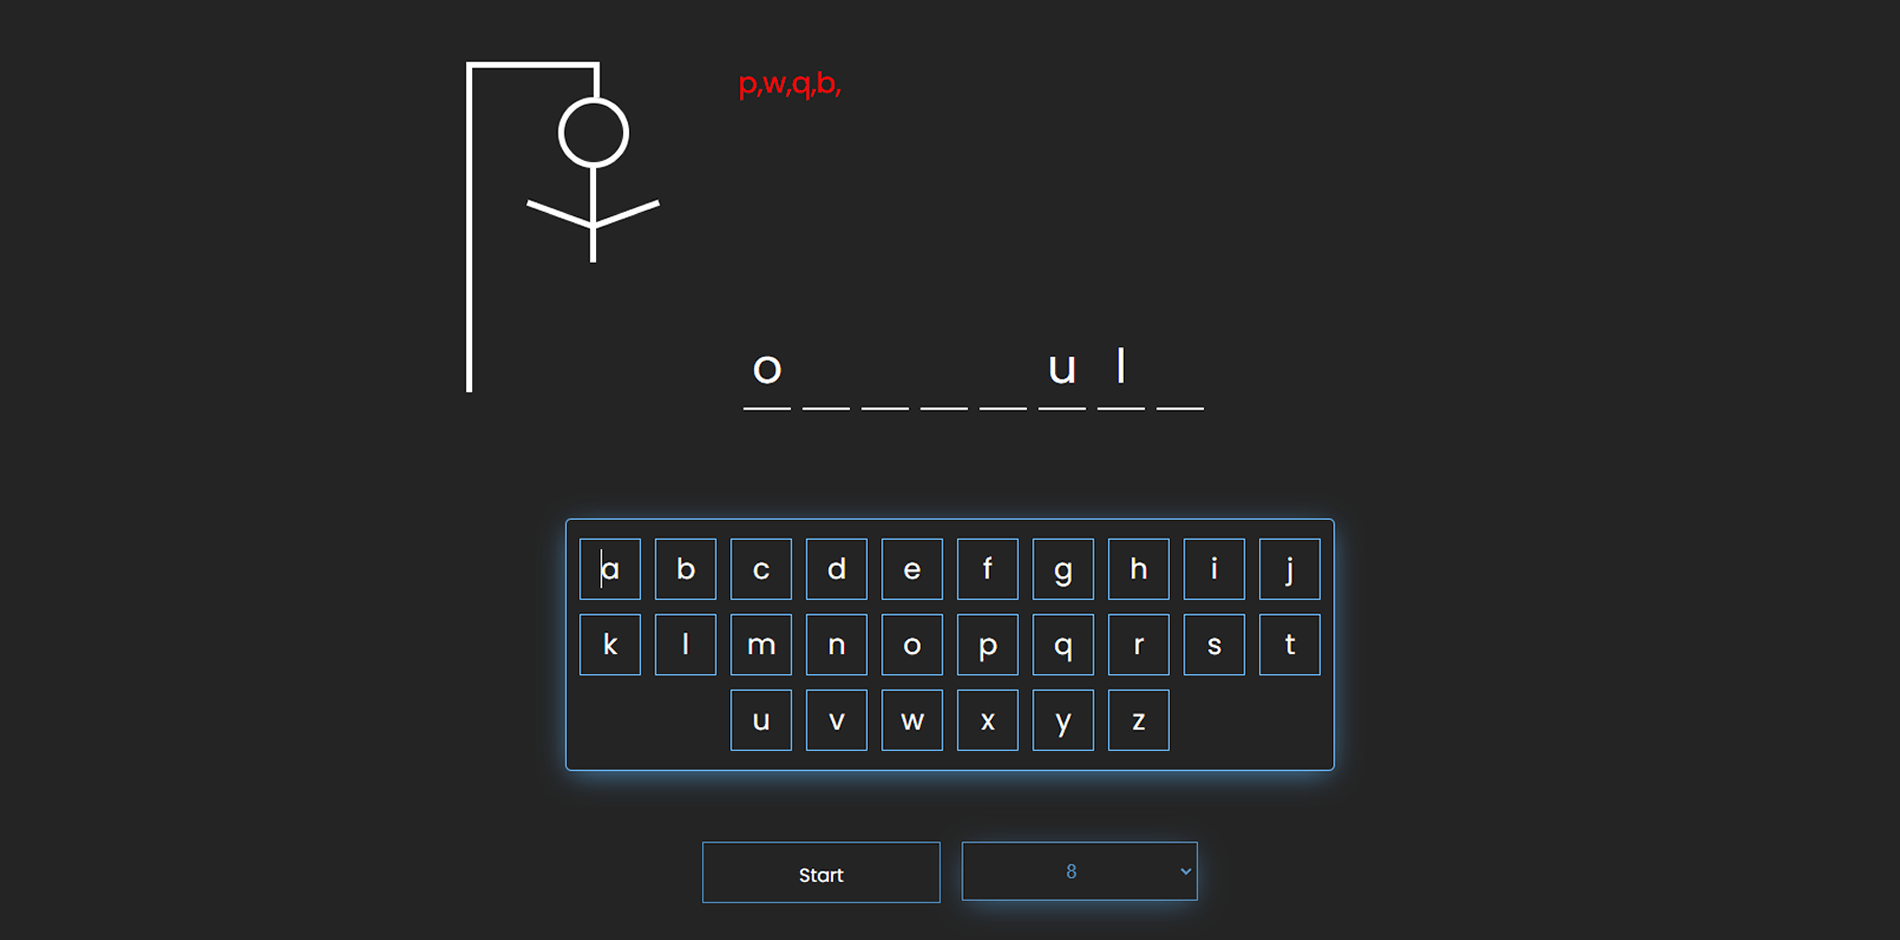 p,w,q,b,
o u l
a b c d e f g h i j
k l m n o p q r s t
u v w x y z
Start 8